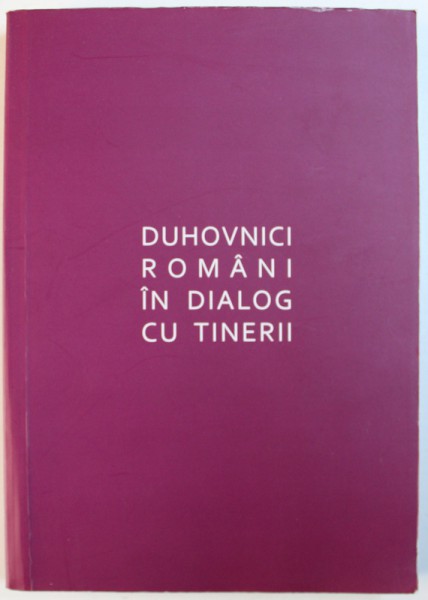 DUHOVNICI
ROMÂNI
ÎN DIALOG
CU TINERII